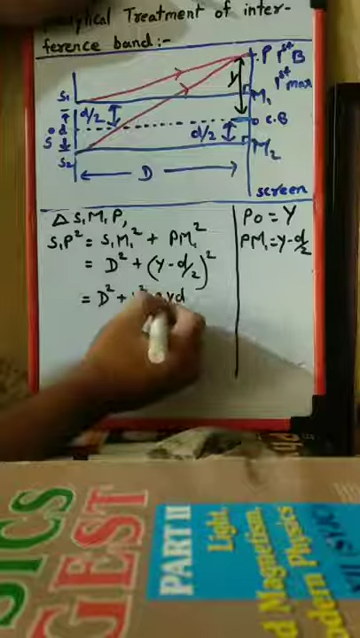 Analytical Treatment of inter-
ference band:
P 1st B
1st max
S1
M1
Y
d/2
d/2
O C.B
S
S2
M2
D
screen
Δ S1M1P,
S1P² = S1M1² + PM1²
= D² + (Y-d/2)²
= D² +
PO = Y
PM1 = Y-d/2
PART II
Light,
Magnetism
Modern Physics